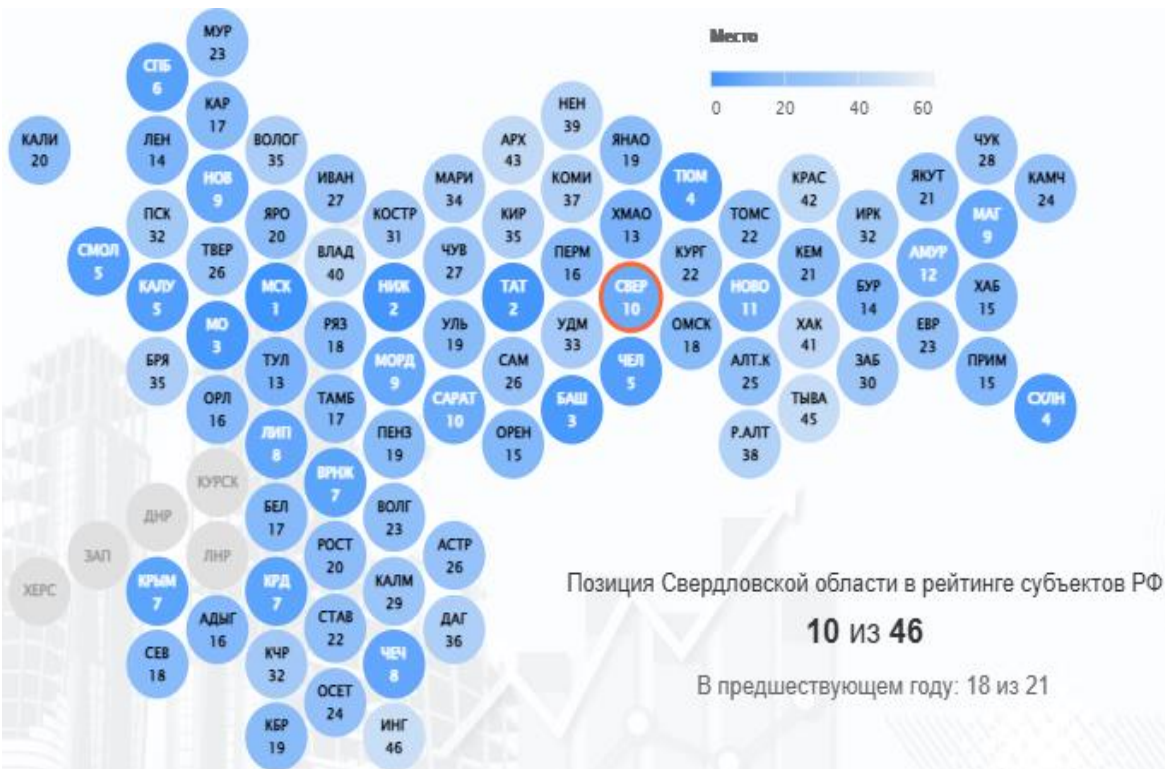 МУР
23
СПБ
6
Место
0 20 40 60
КАР
17
НЕН
39
КАЛИ
20
ЛЕН
14
ВОЛОГ
35
АРХ
43
ЯНАО
19
ЧУК
28
НОВ
9
ИВАН
27
МАРИ
34
КОМИ
37
ТЮМ
4
КРАС
42
ЯКУТ
21
КАМЧ
24
ПСК
32
ЯРО
20
КОСТР
31
КИР
35
ХМАО
13
ТОМС
22
ИРК
32
МАГ
9
СМОЛ
5
ТВЕР
26
ВЛАД
40
ЧУВ
27
ПЕРМ
16
КУРГ
22
КЕМ
21
АМУР
12
КАЛУ
5
МСК
1
НИЖ
2
ТАТ
2
СВЕР
10
НОВО
11
БУР
14
ХАБ
15
МО
3
РЯЗ
18
УЛЬ
19
УДМ
33
ОМСК
18
ХАК
41
ЕВР
23
БРЯ
35
ТУЛ
13
МОРД
9
САМ
26
ЧЕЛ
5
АЛТ.К
25
ЗАБ
30
ПРИМ
15
ОРЛ
16
ТАМБ
17
САРАТ
10
БАШ
3
ТЫВА
45
СХЛН
4
ЛИП
8
ПЕНЗ
19
ОРЕН
15
Р.АЛТ
38
КУРСК
ВРНЖ
7
ДНР
БЕЛ
17
ВОЛГ
23
ЗАП
ЛНР
РОСТ
20
АСТР
26
ХЕРС
КРЫМ
7
КРД
7
КАЛМ
29
Позиция Свердловской области в рейтинге субъектов РФ
АДЫГ
16
СТАВ
22
ДАГ
36
10 из 46
СЕВ
18
КЧР
32
ЧЕЧ
8
В предшествующем году: 18 из 21
ОСЕТ
24
КБР
19
ИНГ
46